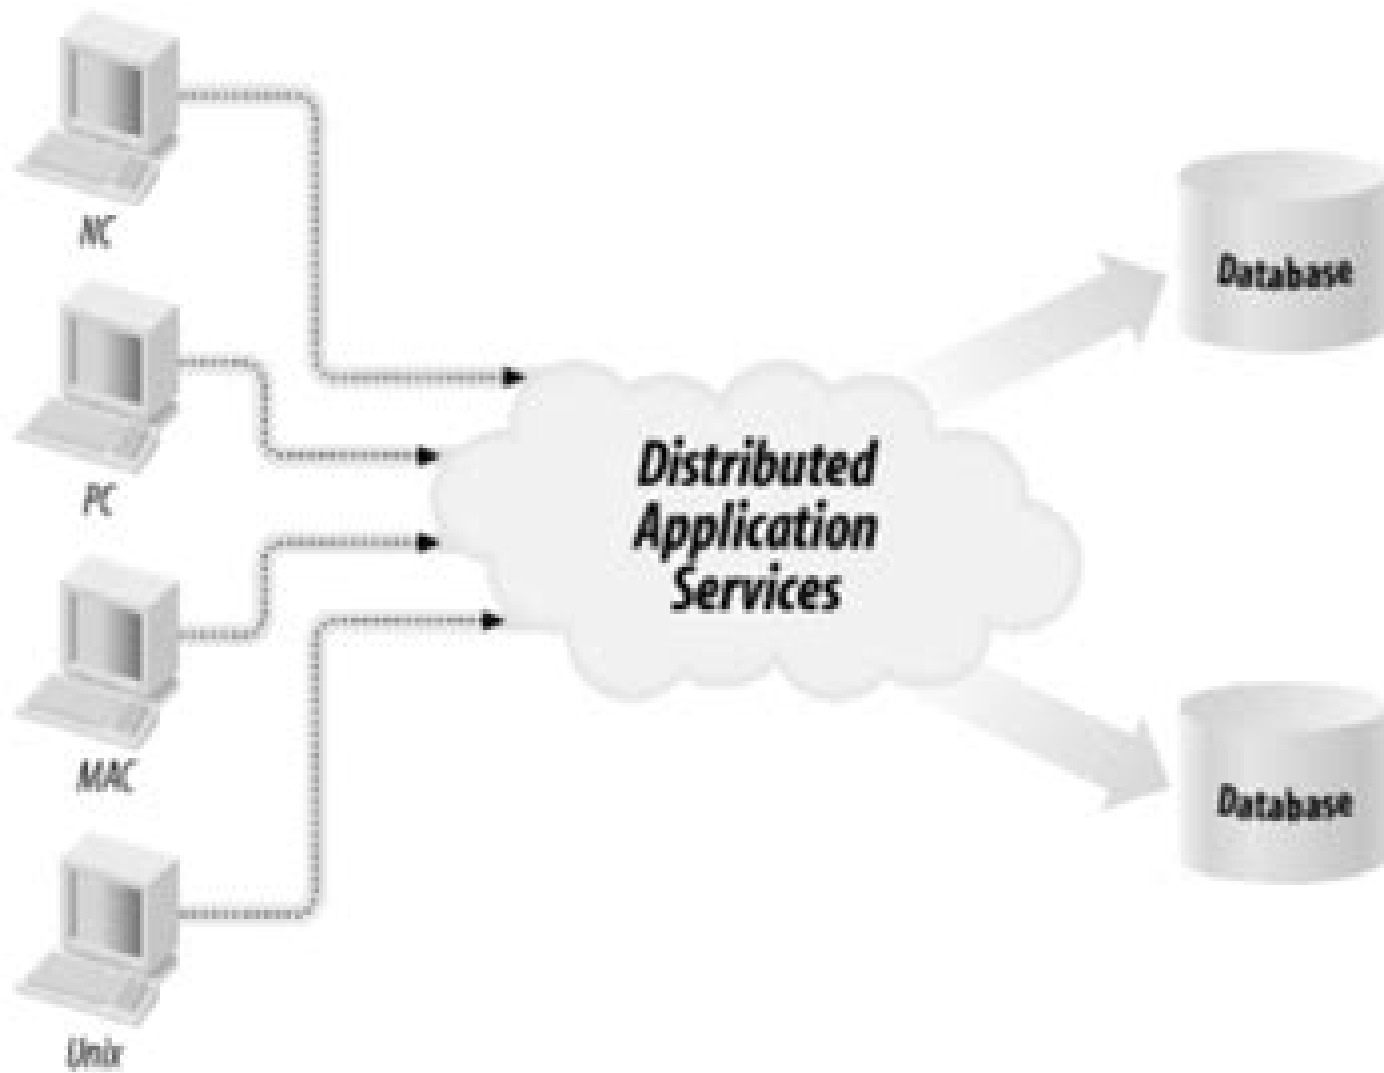 NC
PC
MAC
Unix
Distributed
Application
Services
Database
Database